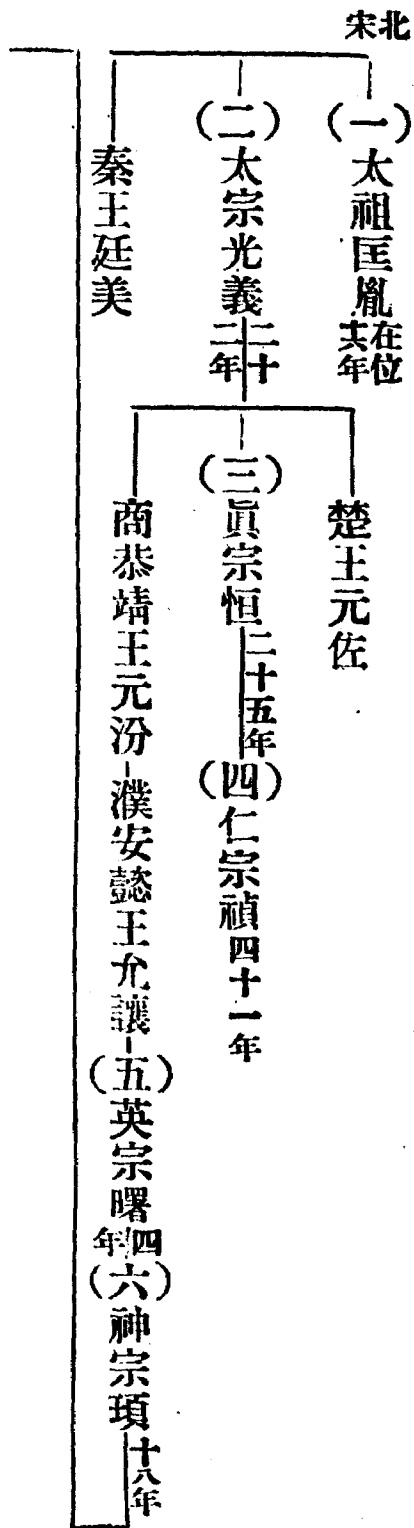 北宋
（一）太祖匡胤在位十六年
（二）太宗光義二十二年
秦王廷美
楚王元佐
（三）眞宗恒二十五年（四）仁宗禎四十一年
商恭靖王元汾－濮安懿王允讓－（五）英宗曙四年（六）神宗頊十八年